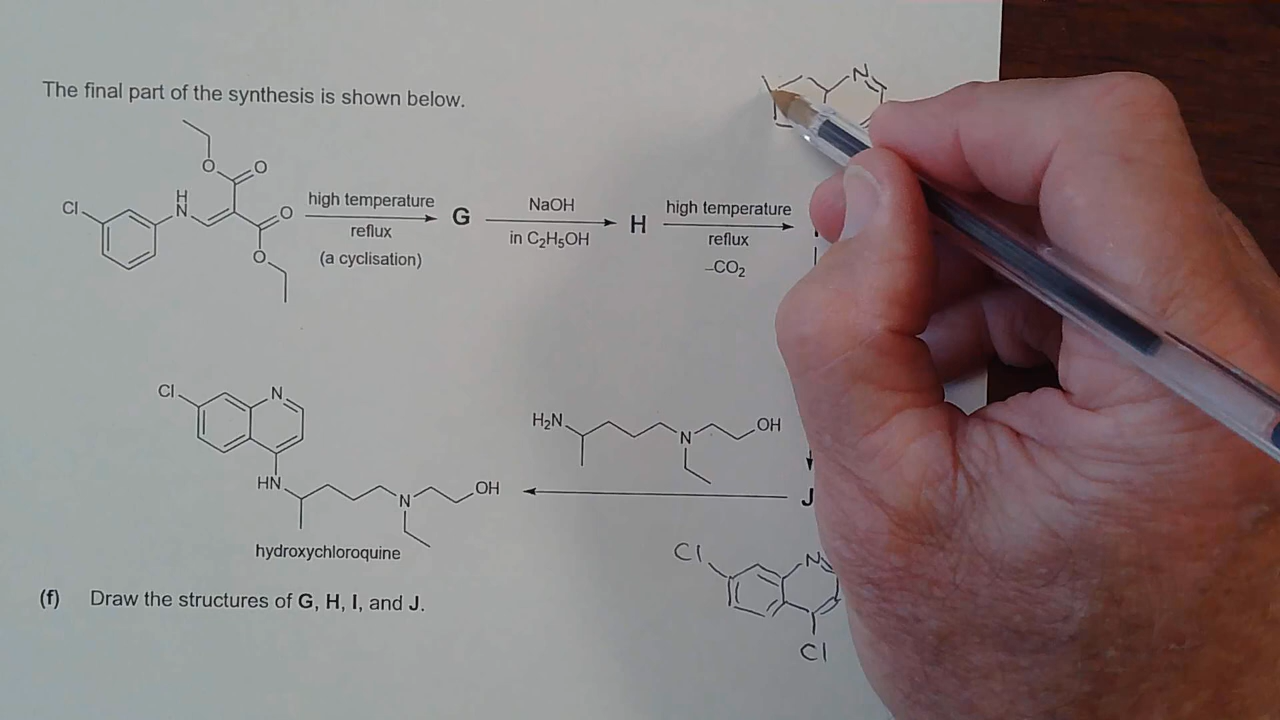 The final part of the synthesis is shown below.
N
O
O
Cl
H
N
O
O
high temperature
reflux
(a cyclisation)
G
NaOH
in C₂H₅OH
H
high temperature
reflux
–CO₂
Cl
N
HN
N
OH
hydroxychloroquine
H₂N
N
OH
J
Cl
N
Cl
(f) Draw the structures of G, H, I, and J.